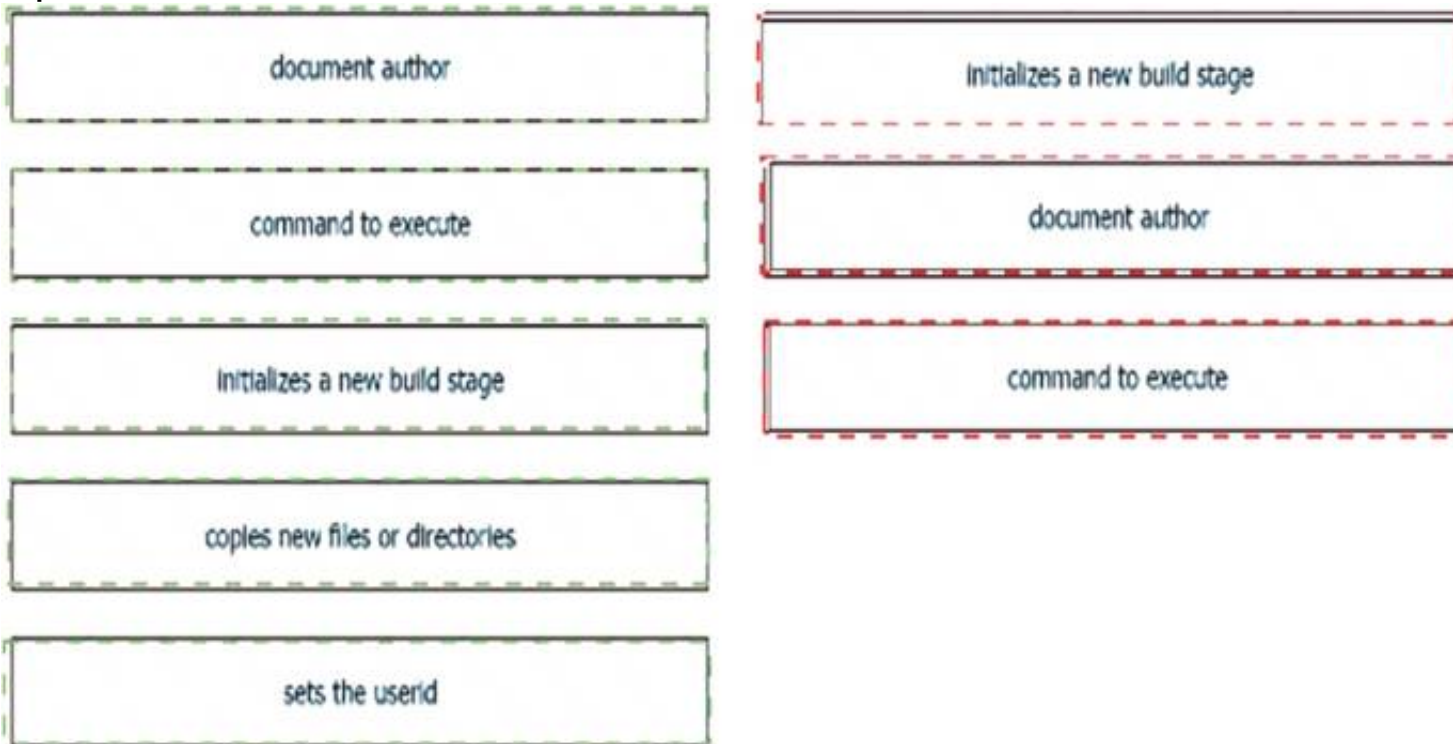 document author
command to execute
initializes a new build stage
copies new files or directories
sets the userid
initializes a new build stage
document author
command to execute